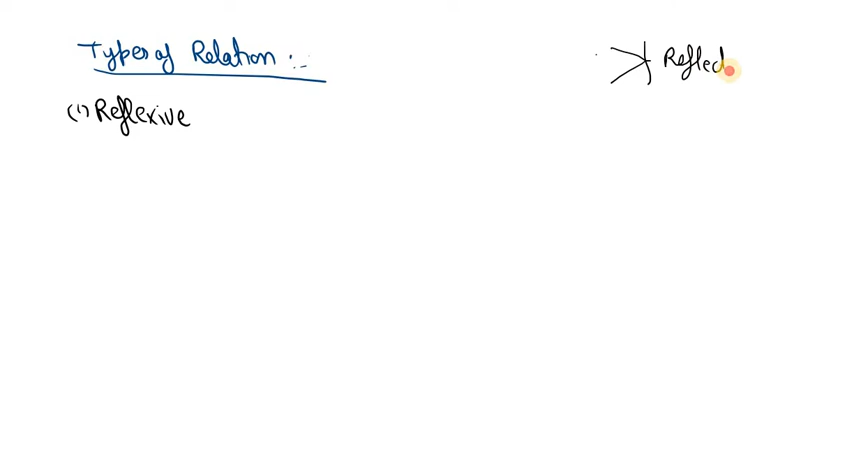 Types of Relation :-
(1) Reflexive
Reflec